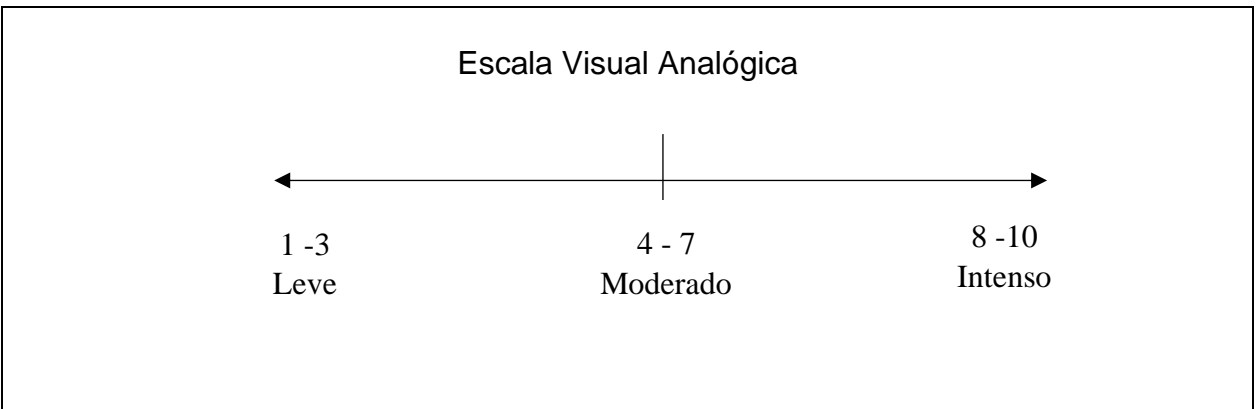 Escala Visual Analógica
1 -3
Leve
4 - 7
Moderado
8 -10
Intenso